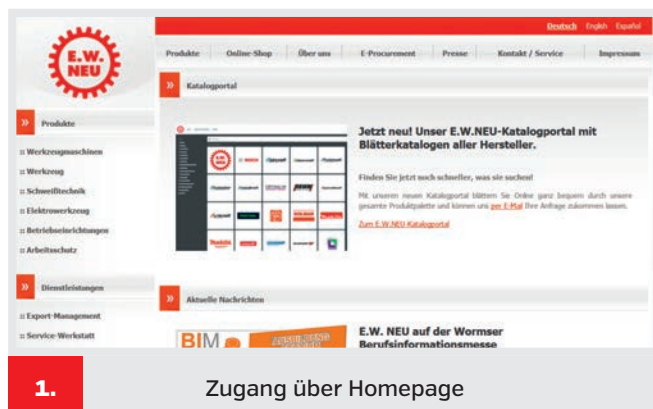 Deutsch English Español
E.W.
NEU
Produkte Online-Shop Über uns E-Procurement Presse Kontakt / Service Impressum
Katalogportal
Produkte
:: Werkzeugmaschinen
:: Werkzeug
:: Schweißtechnik
:: Elektrowerkzeug
:: Betriebseinrichtungen
:: Arbeitsschutz
Dienstleistungen
:: Export-Management
:: Service-Werkstatt
Jetzt neu! Unser E.W.NEU-Katalogportal mit
Blätterkatalogen aller Hersteller.
Finden Sie jetzt noch schneller, was sie suchen!
Mit unserem neuen Katalogportal blättern Sie Online ganz bequem durch unsere
gesamte Produktpalette und können uns per E-Mail Ihre Anfrage zukommen lassen.
Zum E.W.NEU-Katalogportal
Aktuelle Nachrichten
BIM
E.W. NEU auf der Wormser
Berufsinformationsmesse
1.
Zugang über Homepage